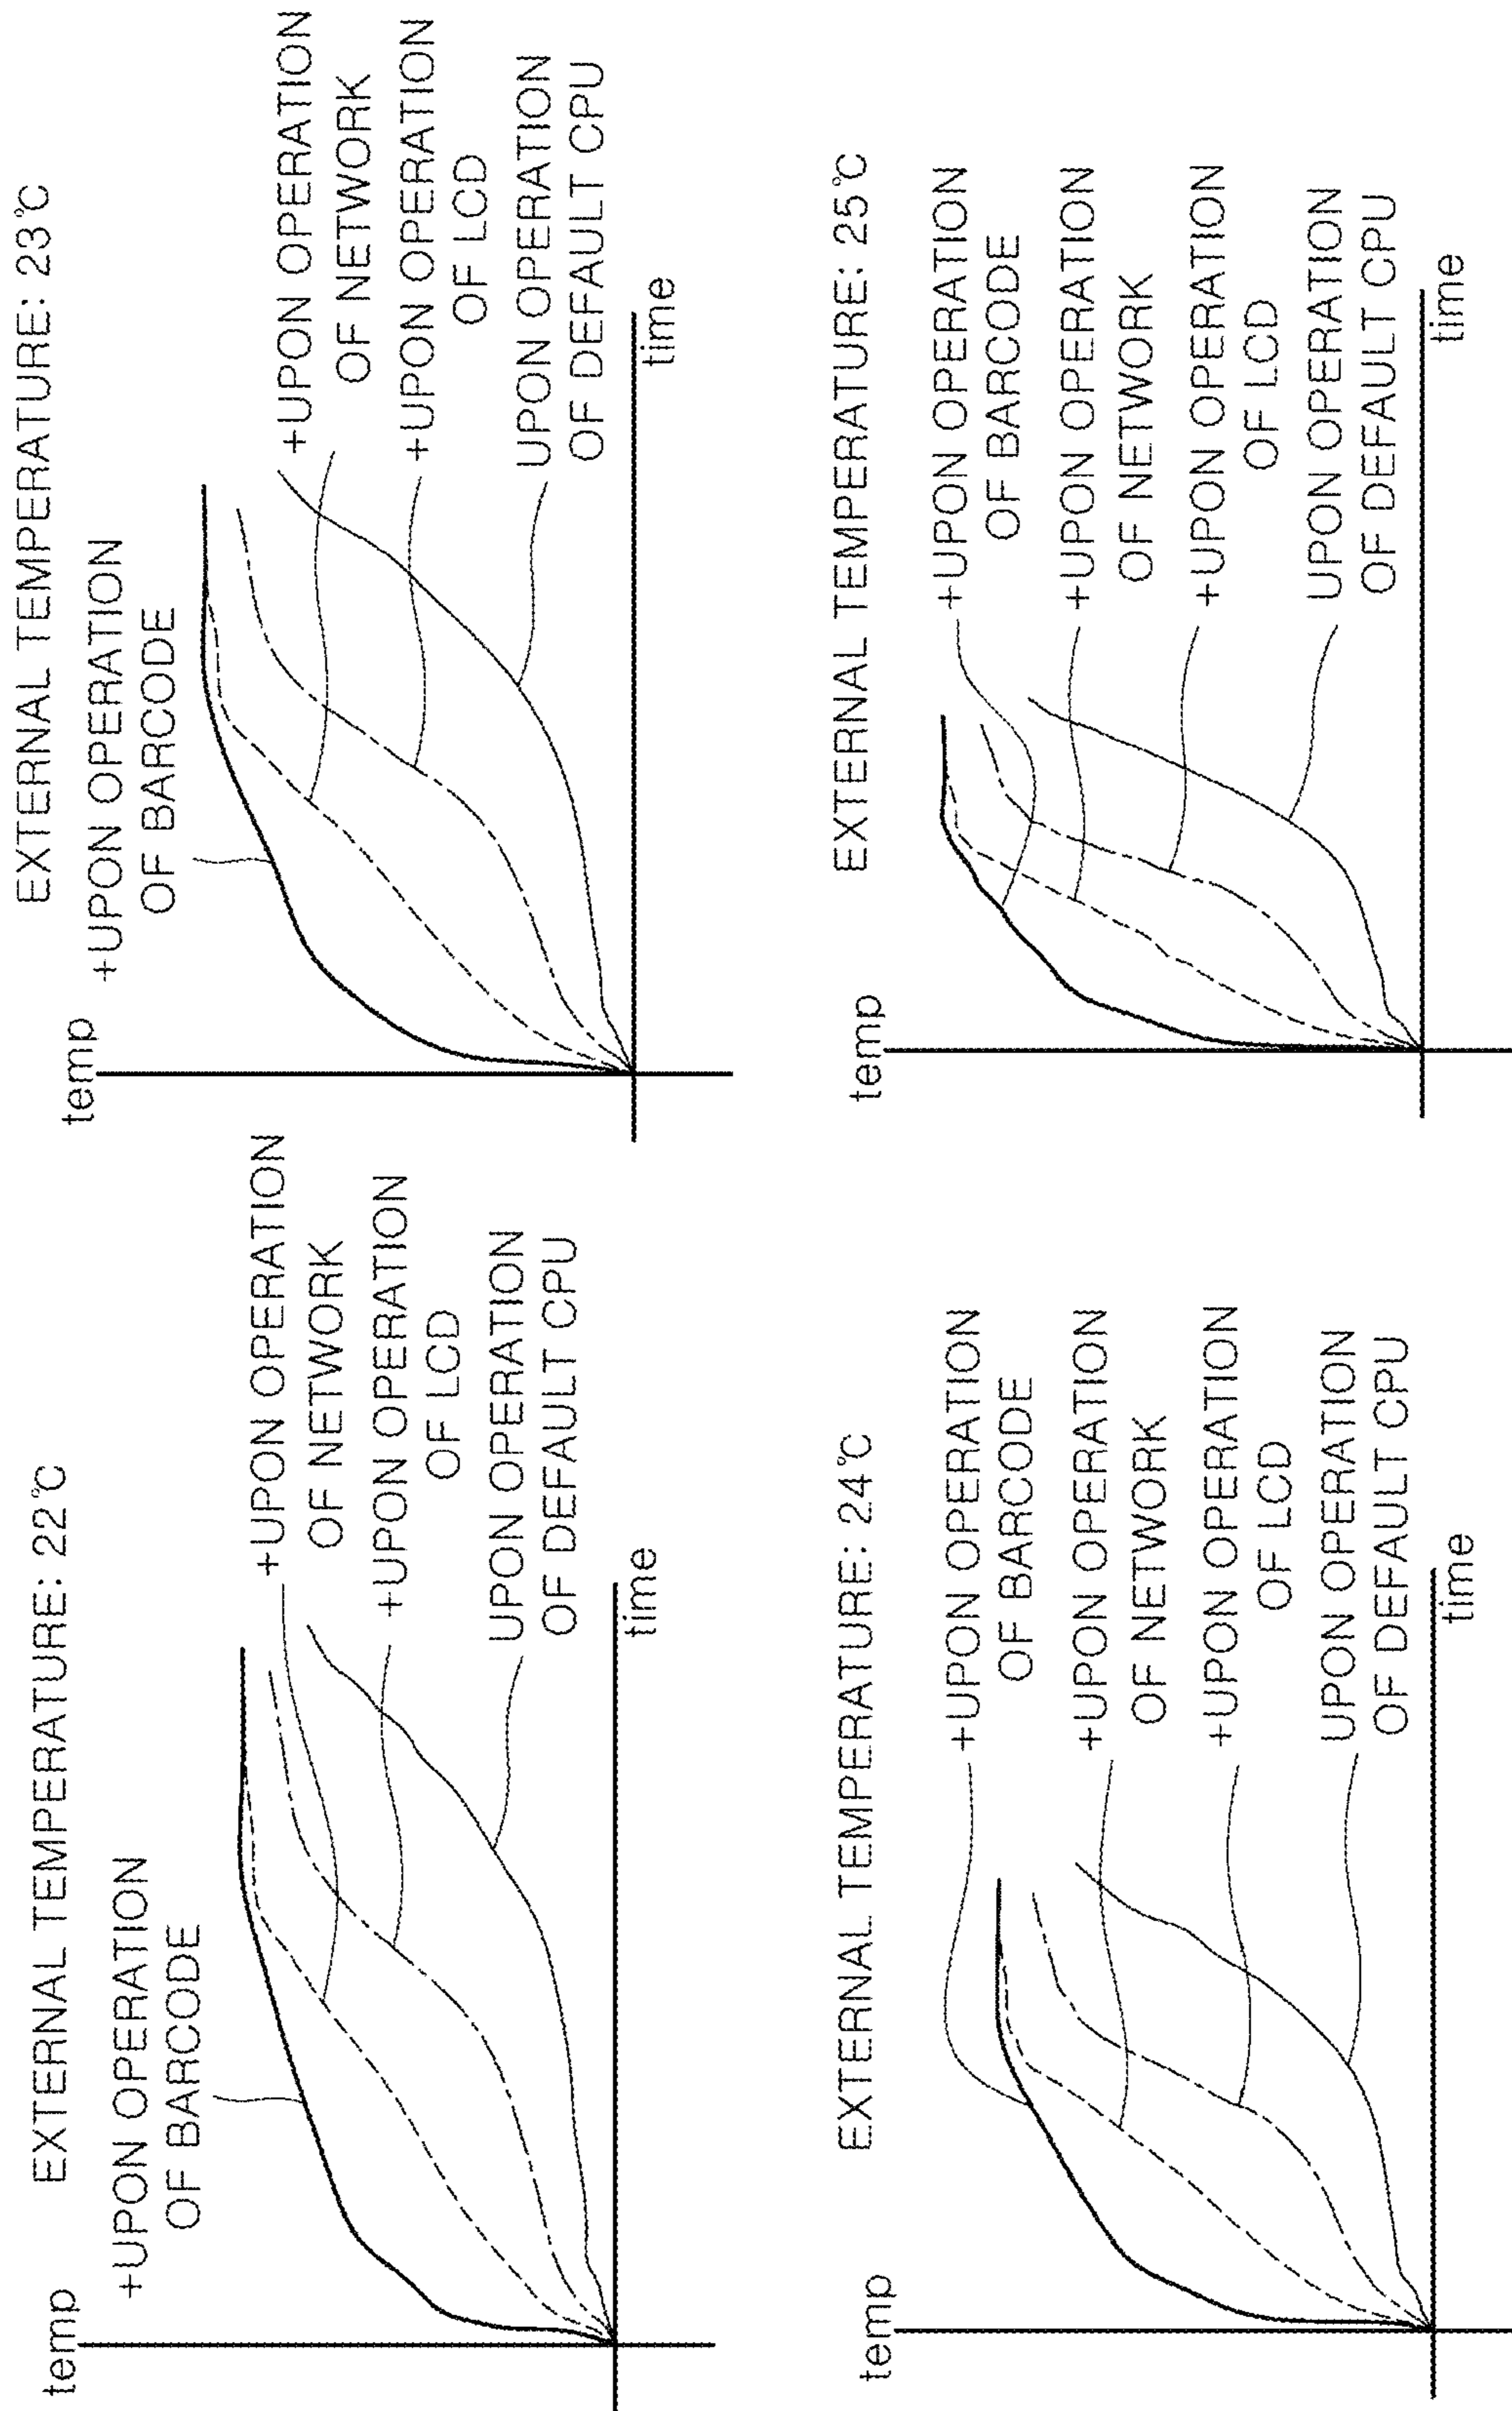 EXTERNAL TEMPERATURE: 22℃
temp
+UPON OPERATION
OF BARCODE
+UPON OPERATION
OF NETWORK
+UPON OPERATION
OF LCD
UPON OPERATION
OF DEFAULT CPU
time
EXTERNAL TEMPERATURE: 23℃
temp
+UPON OPERATION
OF BARCODE
+UPON OPERATION
OF NETWORK
+UPON OPERATION
OF LCD
UPON OPERATION
OF DEFAULT CPU
time
EXTERNAL TEMPERATURE: 24℃
temp
+UPON OPERATION
OF BARCODE
+UPON OPERATION
OF NETWORK
+UPON OPERATION
OF LCD
UPON OPERATION
OF DEFAULT CPU
time
EXTERNAL TEMPERATURE: 25℃
temp
+UPON OPERATION
OF BARCODE
+UPON OPERATION
OF NETWORK
+UPON OPERATION
OF LCD
UPON OPERATION
OF DEFAULT CPU
time